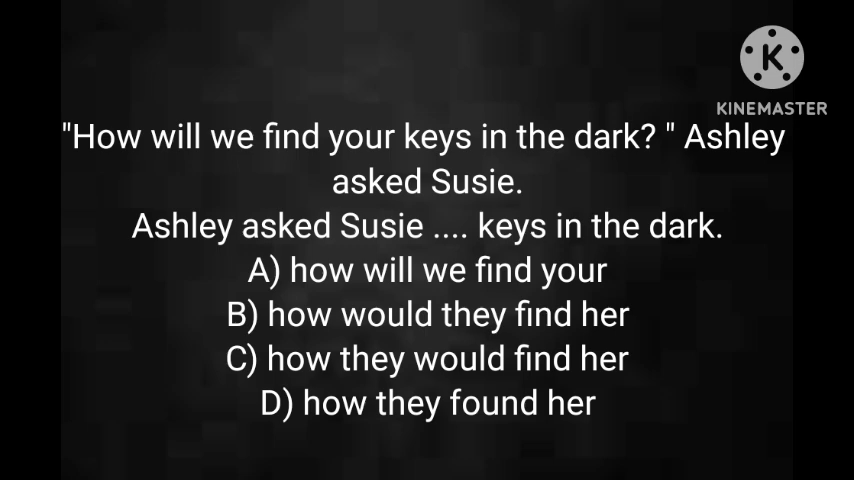 K
KINEMASTER
"How will we find your keys in the dark? " Ashley
asked Susie.
Ashley asked Susie .... keys in the dark.
A) how will we find your
B) how would they find her
C) how they would find her
D) how they found her